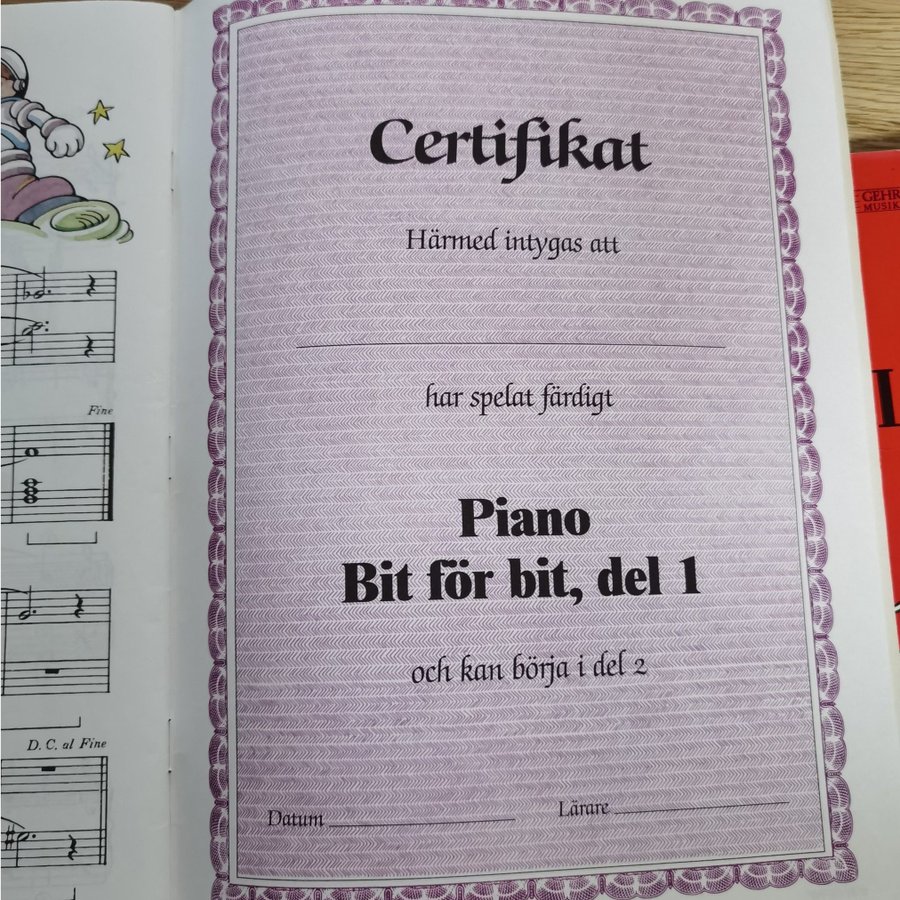 Certifikat
Härmed intygas att
har spelat färdigt
Piano
Bit för bit, del 1
och kan börja i del 2
Datum
Lärare
Fine
D. C. al Fine